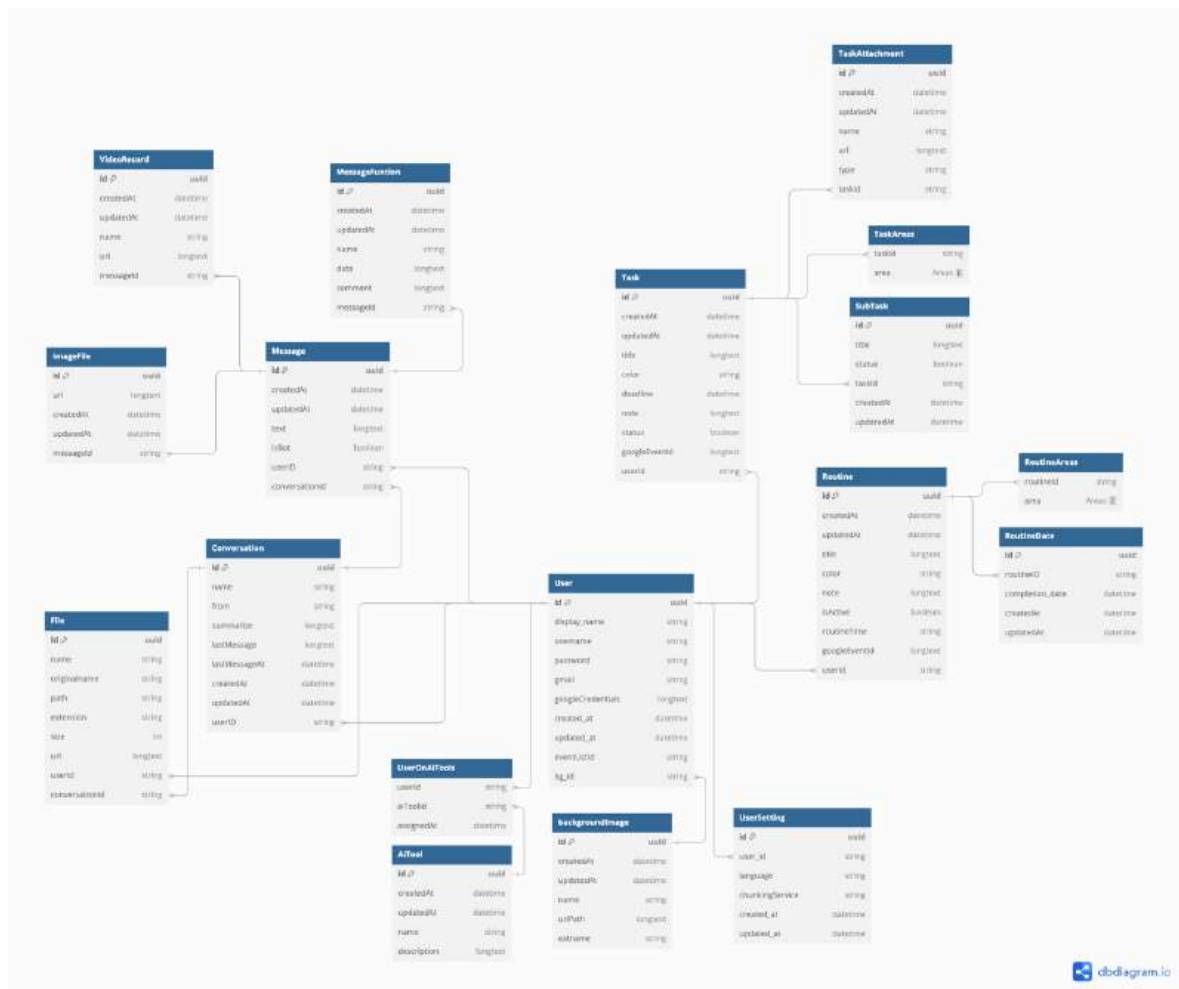 TaskAttachment
id uuid
createdAt datetime
updatedAt datetime
name string
url longtext
type string
taskId string
VideoRecord
id uuid
createdAt datetime
updatedAt datetime
name string
url longtext
messageId string
MessageFuntion
id uuid
createdAt datetime
updatedAt datetime
name string
data longtext
comment longtext
messageId string
TaskAreas
taskId string
area Areas E
Task
id uuid
createdAt datetime
updatedAt datetime
title longtext
color string
deadline datetime
note longtext
status boolean
googleEventId longtext
userId string
SubTask
id uuid
title longtext
status boolean
taskId string
createdAt datetime
updatedAt datetime
ImageFile
id uuid
url longtext
createdAt datetime
updatedAt datetime
messageId string
Message
id uuid
createdAt datetime
updatedAt datetime
text longtext
isBot boolean
userID string
conversationId string
RoutineAreas
routineId string
area Areas E
Routine
id uuid
createdAt datetime
updatedAt datetime
title longtext
color string
note longtext
isActive boolean
routineTime string
googleEventId longtext
userId string
RoutineDate
id uuid
routineID string
completion_date datetime
createdAt datetime
updatedAt datetime
Conversation
id uuid
name string
from string
summarize longtext
lastMessage longtext
lastMessageAt datetime
createdAt datetime
updatedAt datetime
userID string
User
id uuid
display_name string
username string
password string
gmail string
googleCredentials longtext
created_at datetime
updated_at datetime
eventListId string
bg_id string
File
id uuid
name string
originalname string
path string
extension string
size int
url longtext
userId string
conversationId string
UserOnAITools
userId string
aiToolId string
assignedAt datetime
AITool
id uuid
createdAt datetime
updatedAt datetime
name string
description longtext
backgroundImage
id uuid
createdAt datetime
updatedAt datetime
name string
urlPath longtext
extname string
UserSetting
id uuid
user_id string
language string
chunkingService string
created_at datetime
updated_at datetime
dbdiagram.io